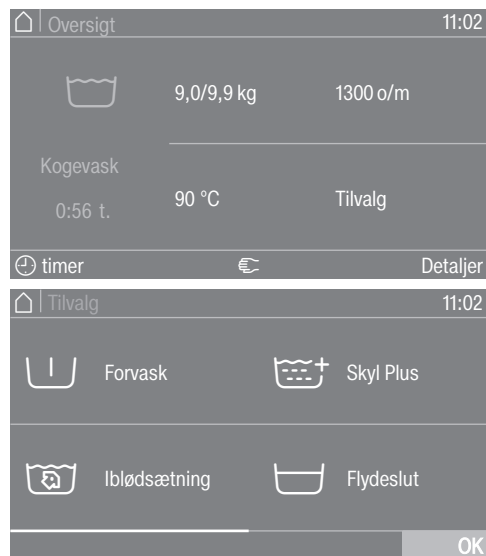 Oversigt 11:02
9,0/9,9 kg 1300 o/m
Kogevask
0:56 t.
90 °C Tilvalg
timer Detaljer
Tilvalg 11:02
Forvask Skyl Plus
Iblødsætning Flydeslut
OK